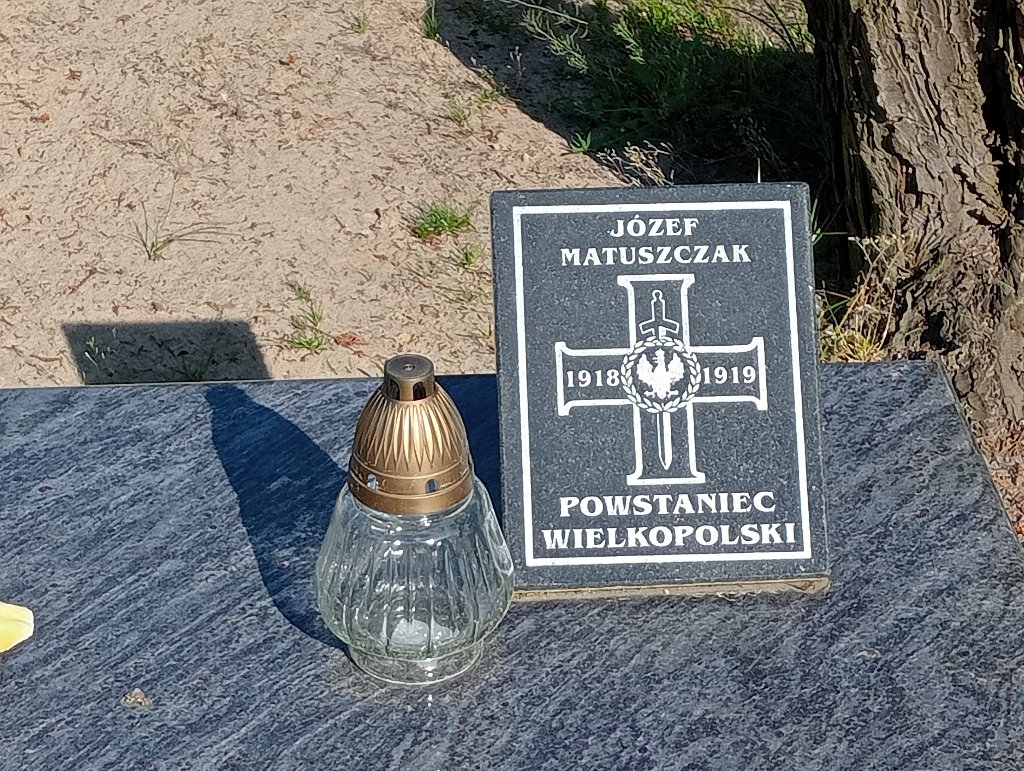 JÓZEF
MATUSZCZAK
1918 1919
POWSTANIEC
WIELKOPOLSKI